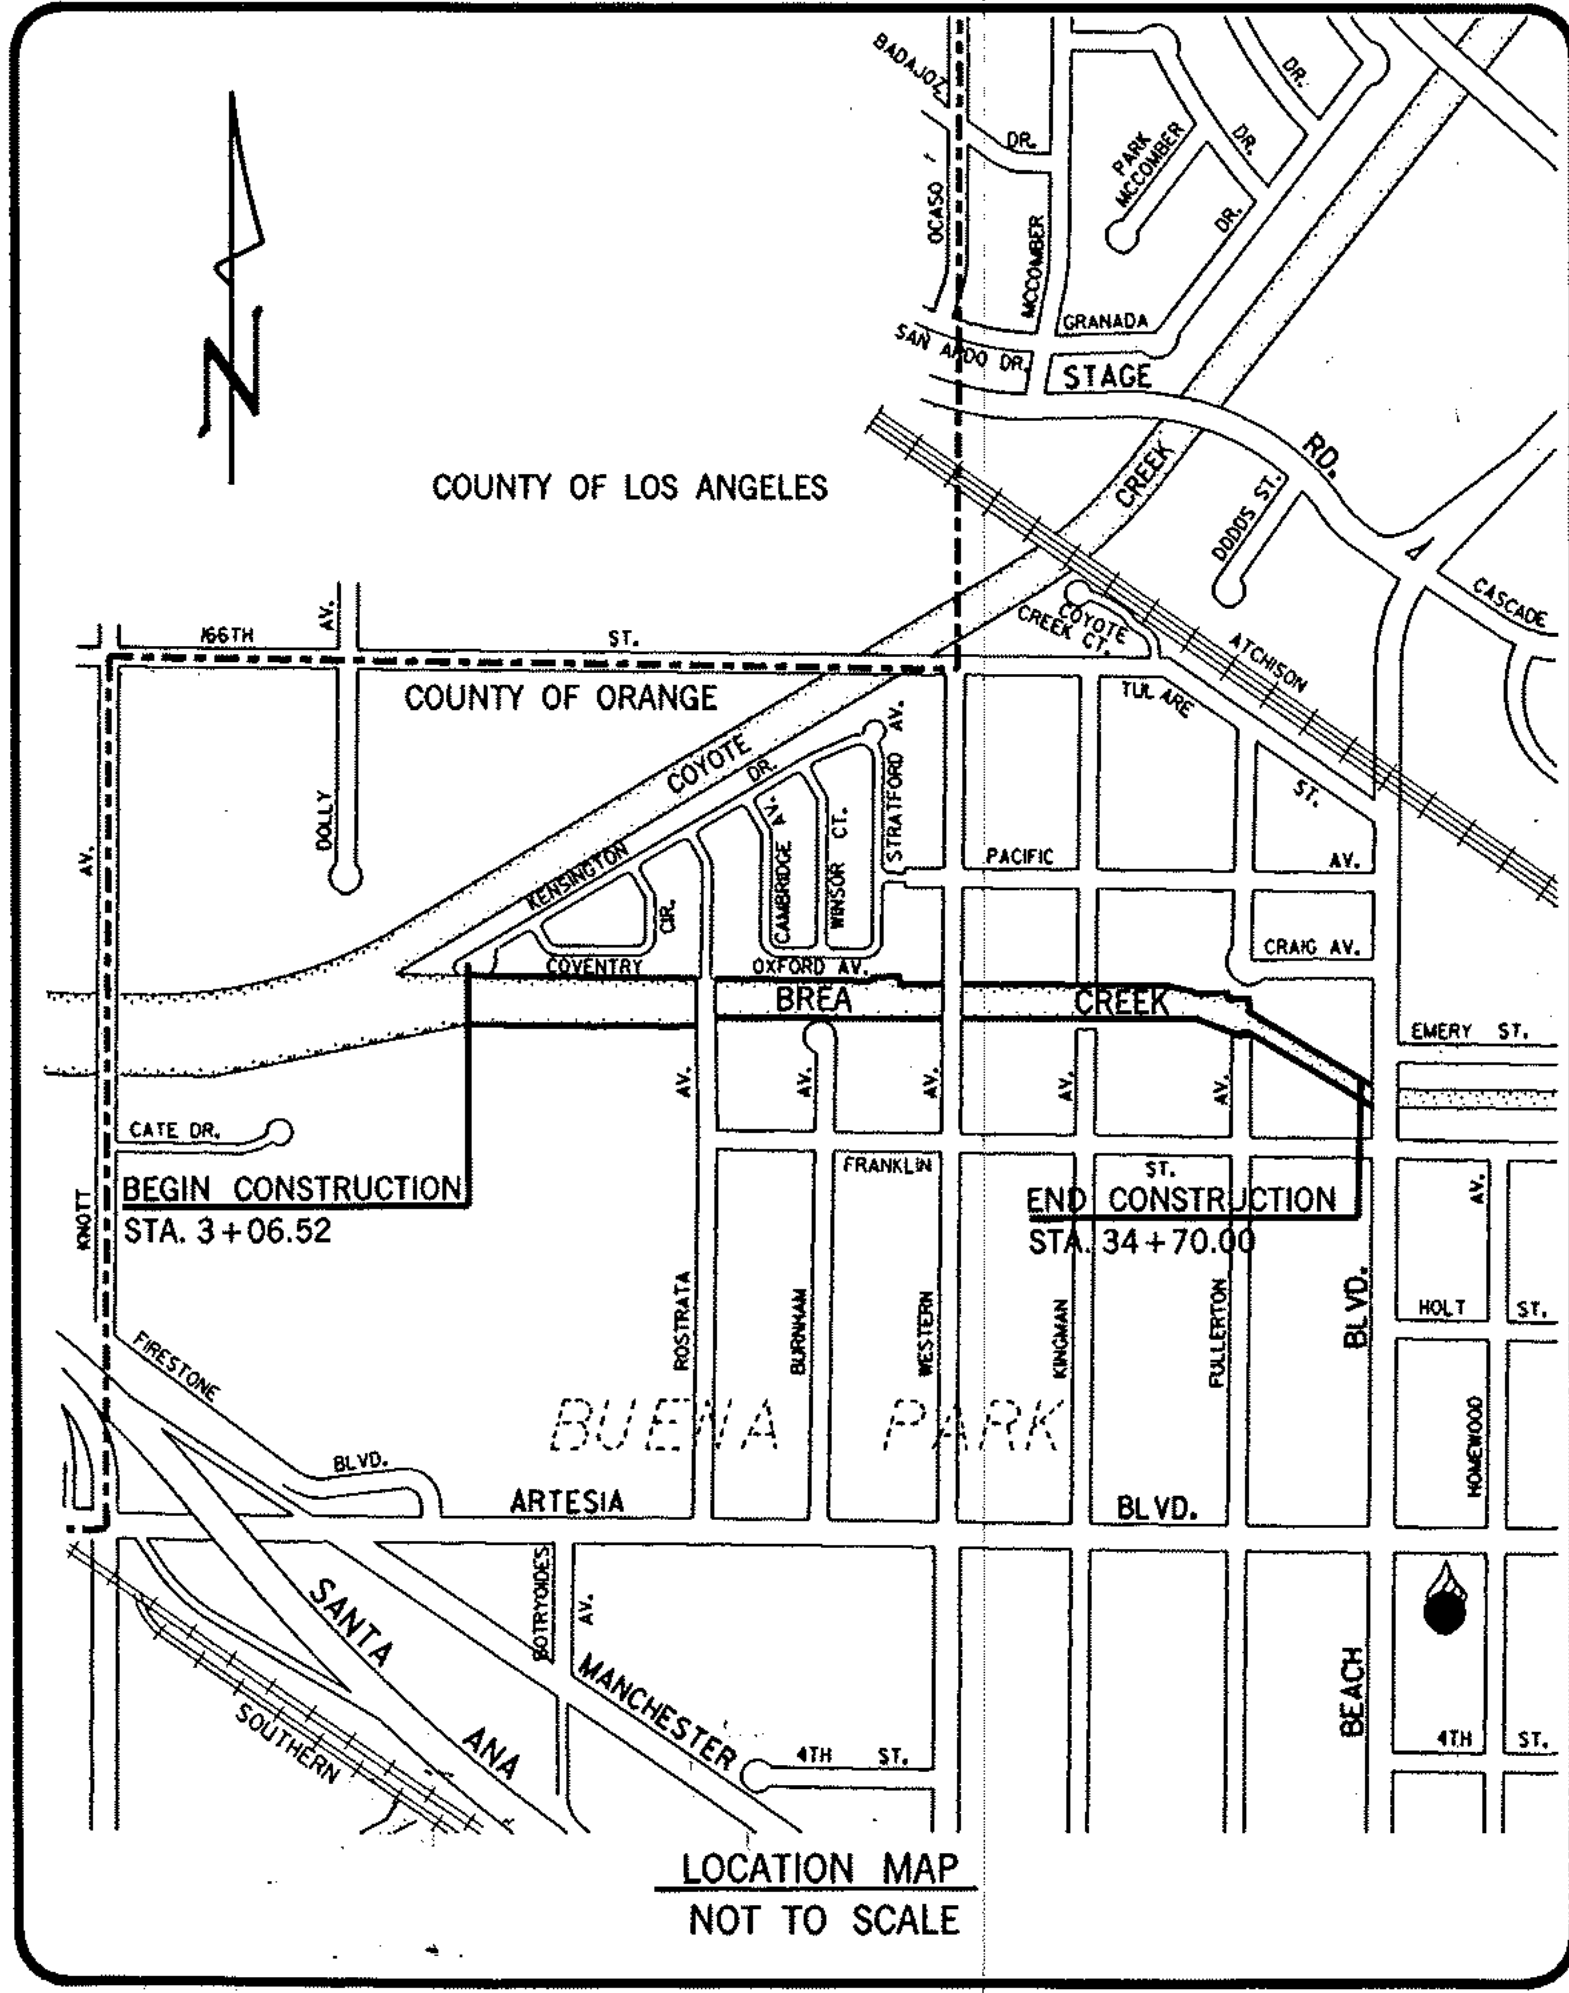 BADAJOZ
DR.
DR.
DR.
PARK
MCCOMBER
DR.
OCASO
MCCOMBER
GRANADA
SAN ARDO DR.
STAGE
RD.
CREEK
DODDS ST.
COUNTY OF LOS ANGELES
CASCADE
N
166TH
AV.
ST.
COYOTE
CREEK CT.
ATCHISON
COUNTY OF ORANGE
TULARE
ST.
COYOTE
DR.
AV.
STRATFORD
DOLLY
AV.
KENSINGTON
CAMBRIDGE AV.
WINSOR CT.
PACIFIC
AV.
CIR.
CRAIG AV.
COVENTRY
OXFORD AV.
BREA
CREEK
EMERY ST.
AV.
AV.
AV.
AV.
AV.
CATE DR.
FRANKLIN
ST.
AV.
KNOTT
BEGIN CONSTRUCTION
STA. 3+06.52
END CONSTRUCTION
STA. 34+70.00
ROSTRATA
BURNHAM
WESTERN
KINGMAN
FULLERTON
BLVD.
HOLT ST.
FIRESTONE
BLVD.
BUENA PARK
HOMEWOOD
ARTESIA
BLVD.
SANTA
ANA
BOTRYOIDES
AV.
MANCHESTER
SOUTHERN
4TH ST.
BEACH
4TH ST.
LOCATION MAP
NOT TO SCALE